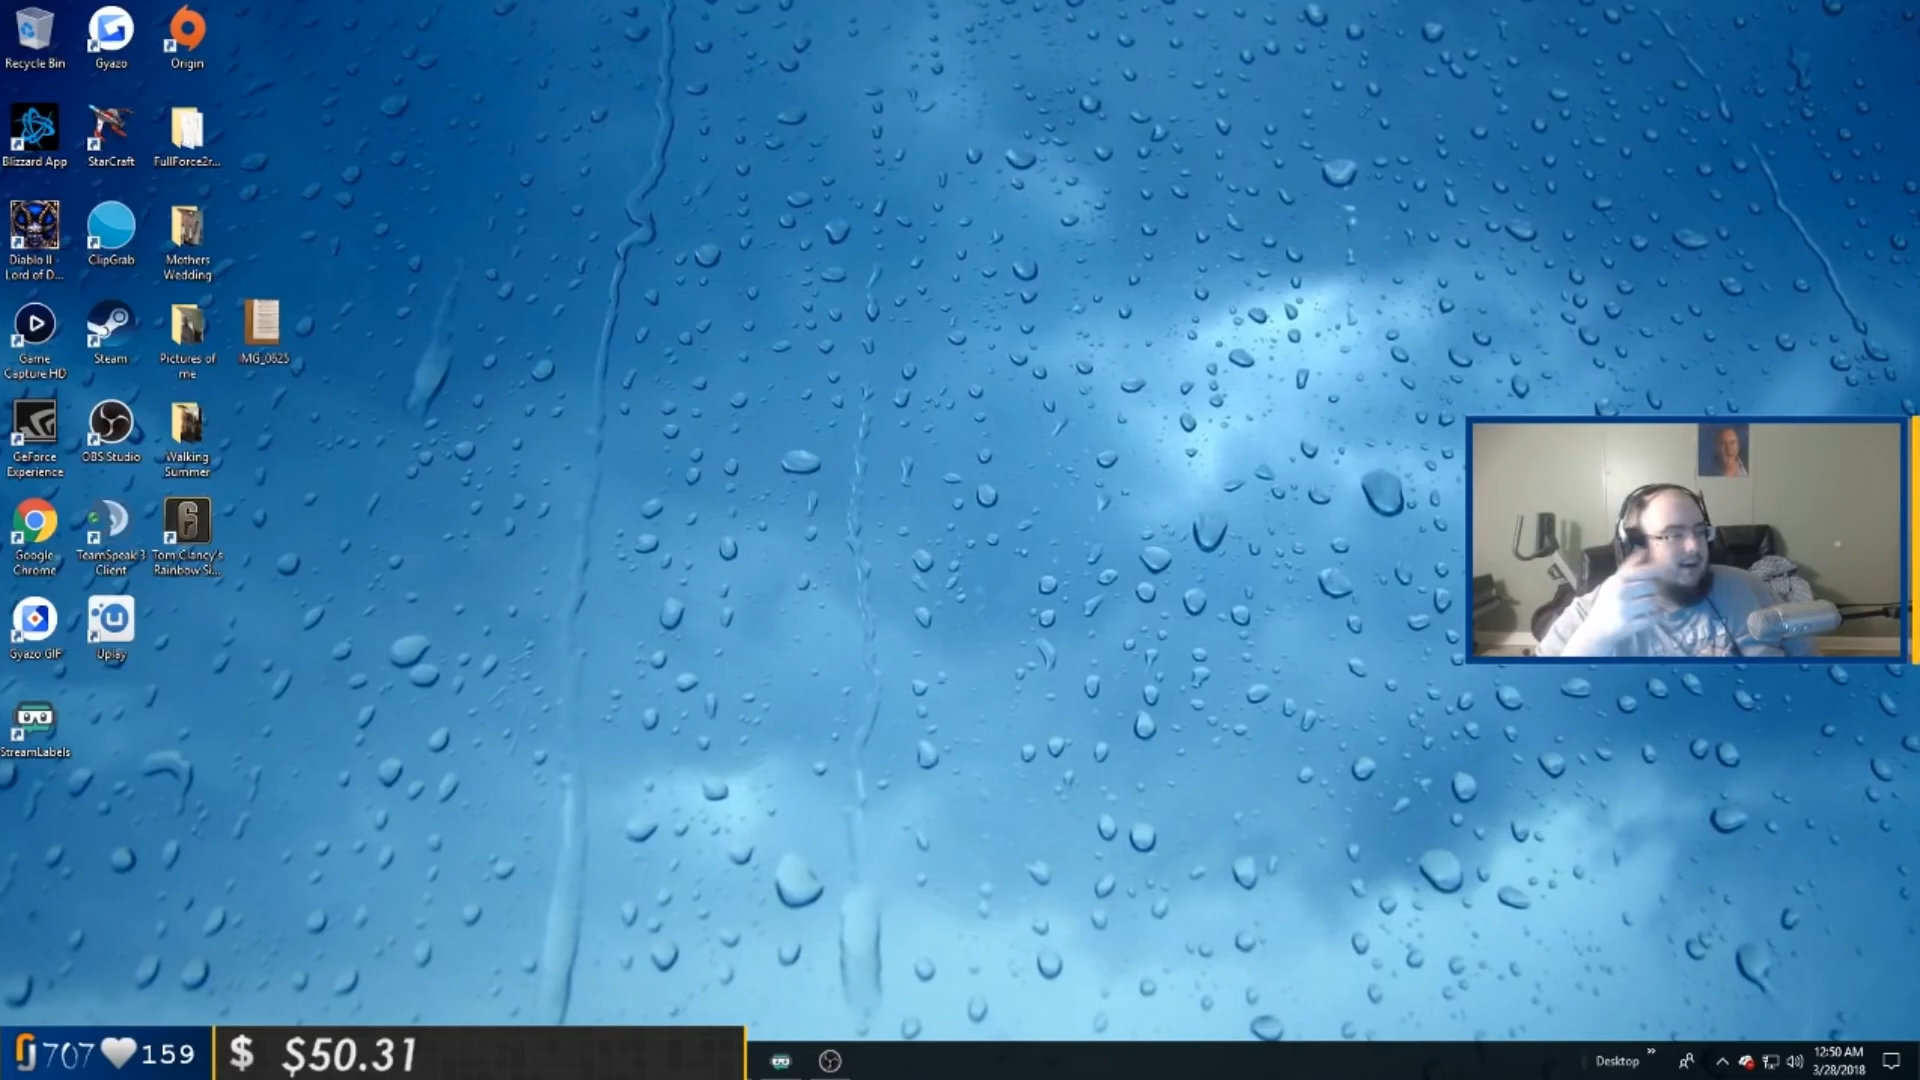 Recycle Bin
Gyazo
Origin
Blizzard App
StarCraft
FullForce2r...
Diablo II -
Lord of D...
ClipGrab
Mothers
Wedding
Game
Capture HD
Steam
Pictures of
me
IMG_0625
GeForce
Experience
OBS Studio
Walking
Summer
Google
Chrome
TeamSpeak 3
Client
Tom Clancy's
Rainbow Si...
Gyazo GIF
Uplay
StreamLabels
707 159 $ $50.31
Desktop
12:50 AM
3/28/2018